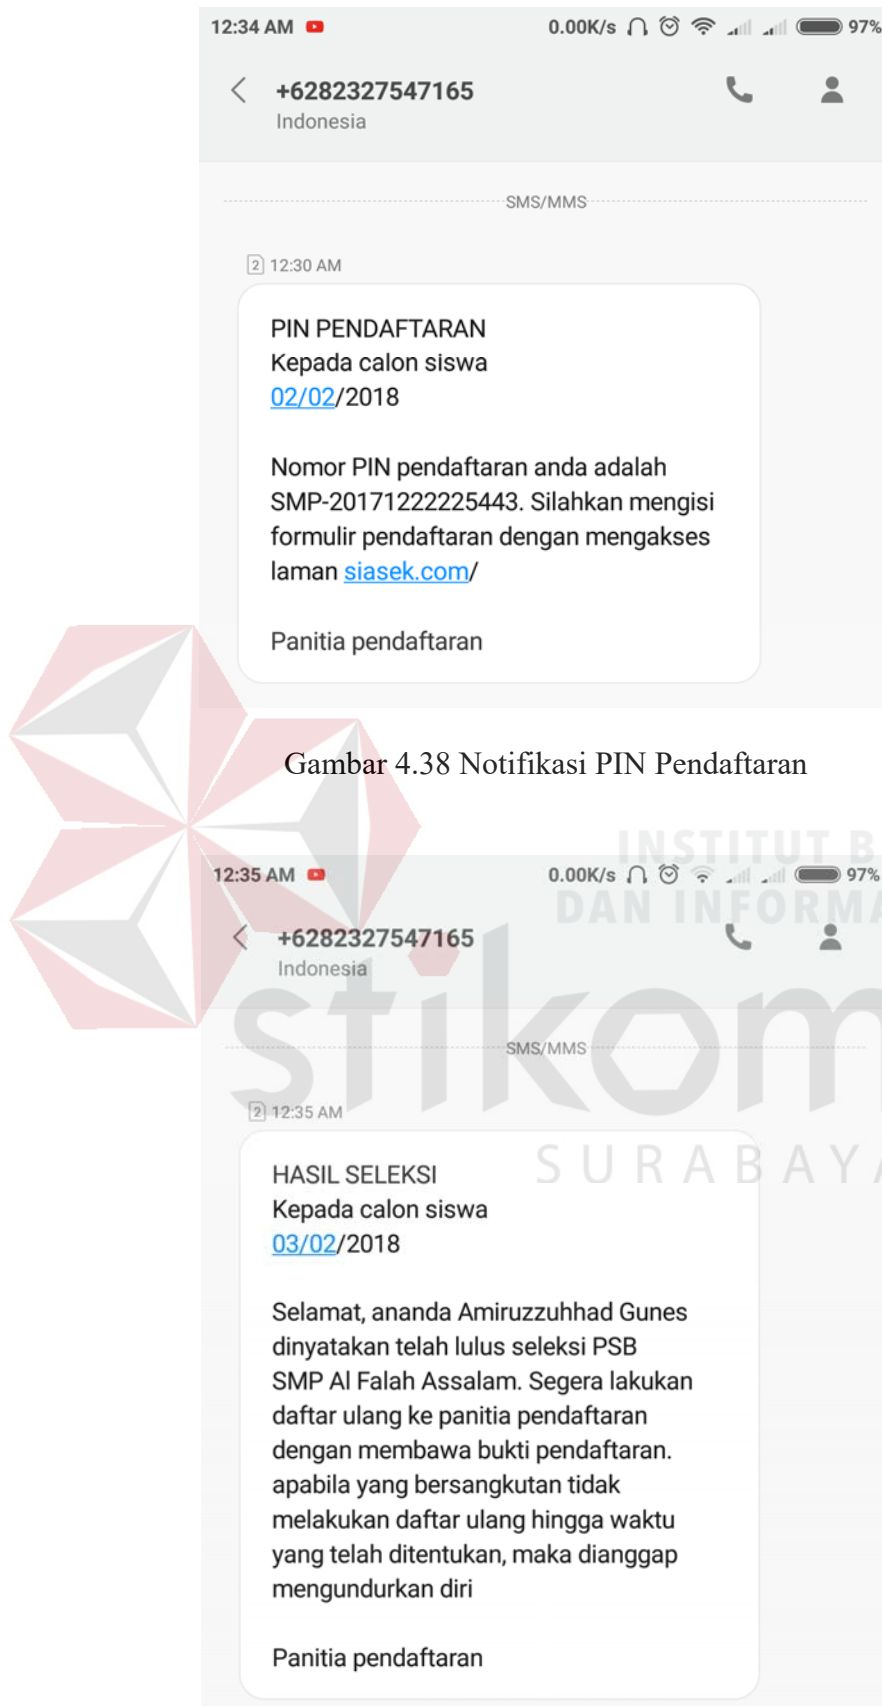 12:34 AM 0.00K/s 97%
+6282327547165
Indonesia
SMS/MMS
2 12:30 AM
PIN PENDAFTARAN
Kepada calon siswa
02/02/2018
Nomor PIN pendaftaran anda adalah
SMP-20171222225443. Silahkan mengisi
formulir pendaftaran dengan mengakses
laman siasek.com/
Panitia pendaftaran
Gambar 4.38 Notifikasi PIN Pendaftaran
INSTITUT B
12:35 AM 0.00K/s 97%
DAN INFORMA
+6282327547165
Indonesia
stikom
SMS/MMS
2 12:35 AM
SURABAYA
HASIL SELEKSI
Kepada calon siswa
03/02/2018
Selamat, ananda Amiruzzuhhad Gunes
dinyatakan telah lulus seleksi PSB
SMP Al Falah Assalam. Segera lakukan
daftar ulang ke panitia pendaftaran
dengan membawa bukti pendaftaran.
apabila yang bersangkutan tidak
melakukan daftar ulang hingga waktu
yang telah ditentukan, maka dianggap
mengundurkan diri
Panitia pendaftaran